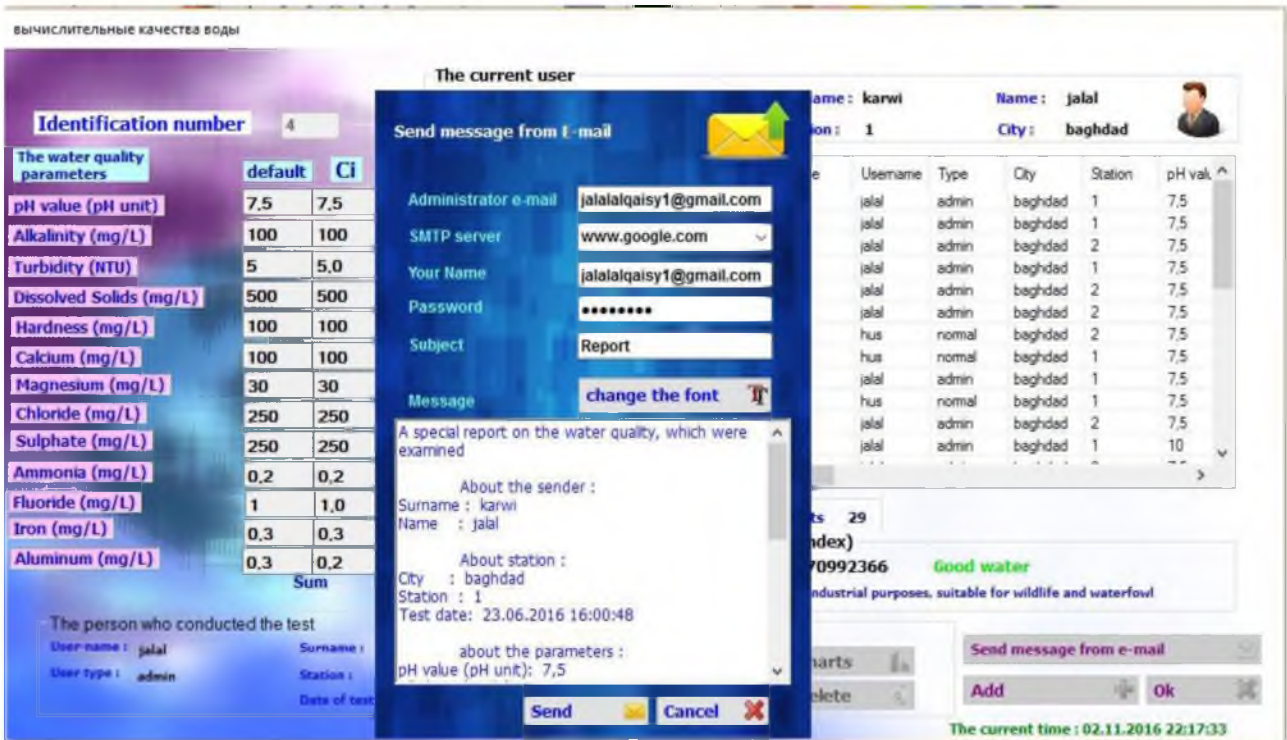 вычислительные качества воды
The current user
ame : karwi Name : jalal
ion : 1 City : baghdad
Identification number 4
The water quality parameters default Ci
pH value (pH unit) 7,5 7,5
Alkalinity (mg/L) 100 100
Turbidity (NTU) 5 5,0
Dissolved Solids (mg/L) 500 500
Hardness (mg/L) 100 100
Calcium (mg/L) 100 100
Magnesium (mg/L) 30 30
Chloride (mg/L) 250 250
Sulphate (mg/L) 250 250
Ammonia (mg/L) 0,2 0,2
Fluoride (mg/L) 1 1,0
Iron (mg/L) 0,3 0,3
Aluminum (mg/L) 0,3 0,2
Sum
The person who conducted the test
User name : jalal Surname :
User type : admin Station :
Date of test
Send message from E-mail
Administrator e-mail jalalalqaisy1@gmail.com
SMTP server www.google.com
Your Name jalalalqaisy1@gmail.com
Password ••••••••
Subject Report
Message change the font
A special report on the water quality, which were
examined
About the sender :
Surname : karwi
Name : jalal
About station :
City : baghdad
Station : 1
Test date: 23.06.2016 16:00:48
about the parameters :
pH value (pH unit): 7,5
Send Cancel
e Username Type City Station pH valu
jalal admin baghdad 1 7,5
jalal admin baghdad 1 7,5
jalal admin baghdad 2 7,5
jalal admin baghdad 1 7,5
jalal admin baghdad 2 7,5
jalal admin baghdad 2 7,5
hus normal baghdad 2 7,5
hus normal baghdad 1 7,5
jalal admin baghdad 1 7,5
hus normal baghdad 1 7,5
jalal admin baghdad 2 7,5
jalal admin baghdad 1 10
ts 29
ndex)
70992366 Good water
ndustrial purposes, suitable for wildlife and waterfowl
harts
elete
Send message from e-mail
Add Ok
The current time : 02.11.2016 22:17:33